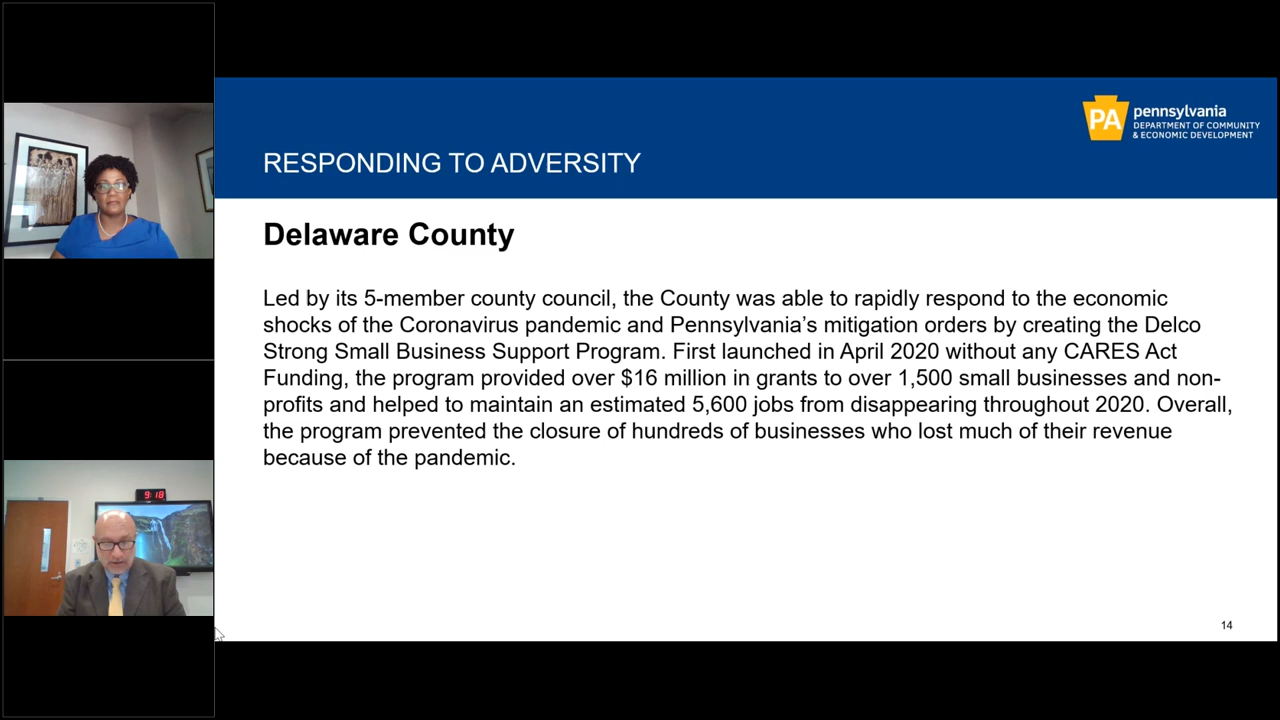 PA
pennsylvania
DEPARTMENT OF COMMUNITY
& ECONOMIC DEVELOPMENT
RESPONDING TO ADVERSITY
Delaware County
Led by its 5-member county council, the County was able to rapidly respond to the economic
shocks of the Coronavirus pandemic and Pennsylvania’s mitigation orders by creating the Delco
Strong Small Business Support Program. First launched in April 2020 without any CARES Act
Funding, the program provided over $16 million in grants to over 1,500 small businesses and non-
profits and helped to maintain an estimated 5,600 jobs from disappearing throughout 2020. Overall,
the program prevented the closure of hundreds of businesses who lost much of their revenue
because of the pandemic.
9:18
14